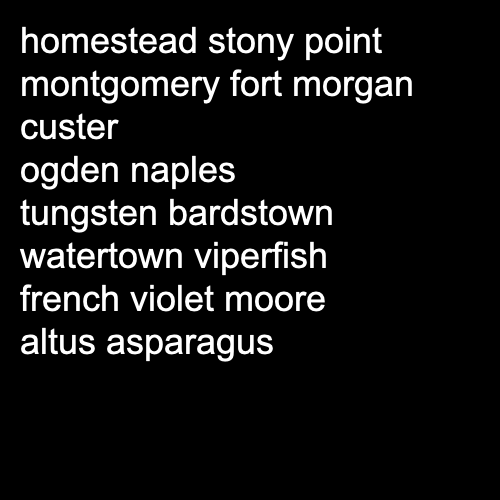 homestead stony point
montgomery fort morgan
custer
ogden naples
tungsten bardstown
watertown viperfish
french violet moore
altus asparagus